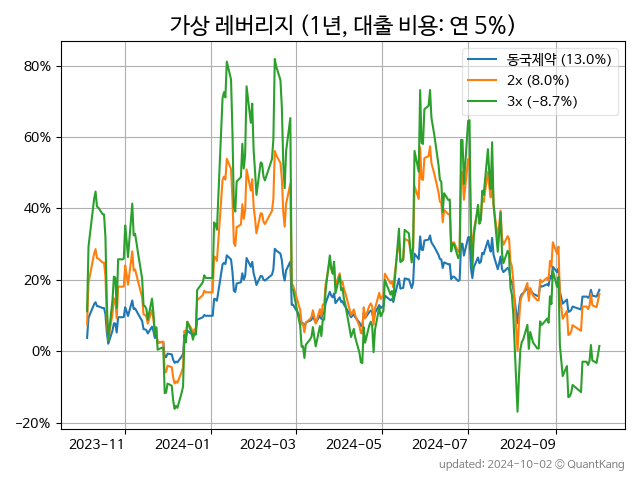 가상 레버리지 (1년, 대출 비용: 연 5%)
동국제약 (13.0%)
2x (8.0%)
3x (-8.7%)
80%
60%
40%
20%
0%
-20%
2023-11 2024-01 2024-03 2024-05 2024-07 2024-09
updated: 2024-10-02 © QuantKang